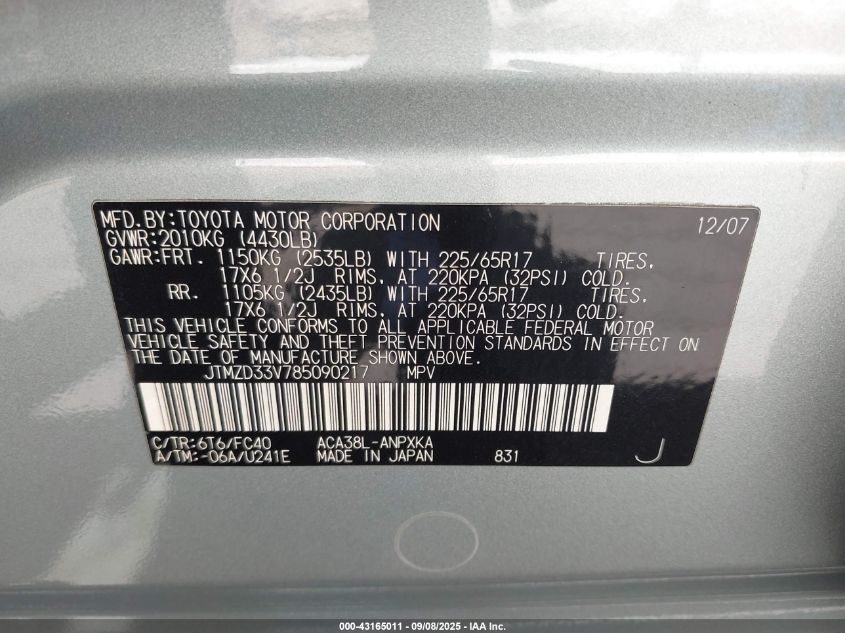 MFD.BY:TOYOTA MOTOR CORPORATION 12/07
GVWR:2010KG (4430LB)
GAWR:FRT. 1150KG (2535LB) WITH 225/65R17 TIRES,
17X6 1/2J RIMS, AT 220KPA (32PSI) COLD.
RR. 1105KG (2435LB) WITH 225/65R17 TIRES,
17X6 1/2J RIMS, AT 220KPA (32PSI) COLD.
THIS VEHICLE CONFORMS TO ALL APPLICABLE FEDERAL MOTOR
VEHICLE SAFETY AND THEFT PREVENTION STANDARDS IN EFFECT ON
THE DATE OF MANUFACTURE SHOWN ABOVE.
JTMZD33V785090217 MPV
C/TR:6T6/FC40 ACA38L-ANPXKA
A/TM:-06A/U241E MADE IN JAPAN 831 J
000-43165011 - 09/08/2025 - IAA Inc.